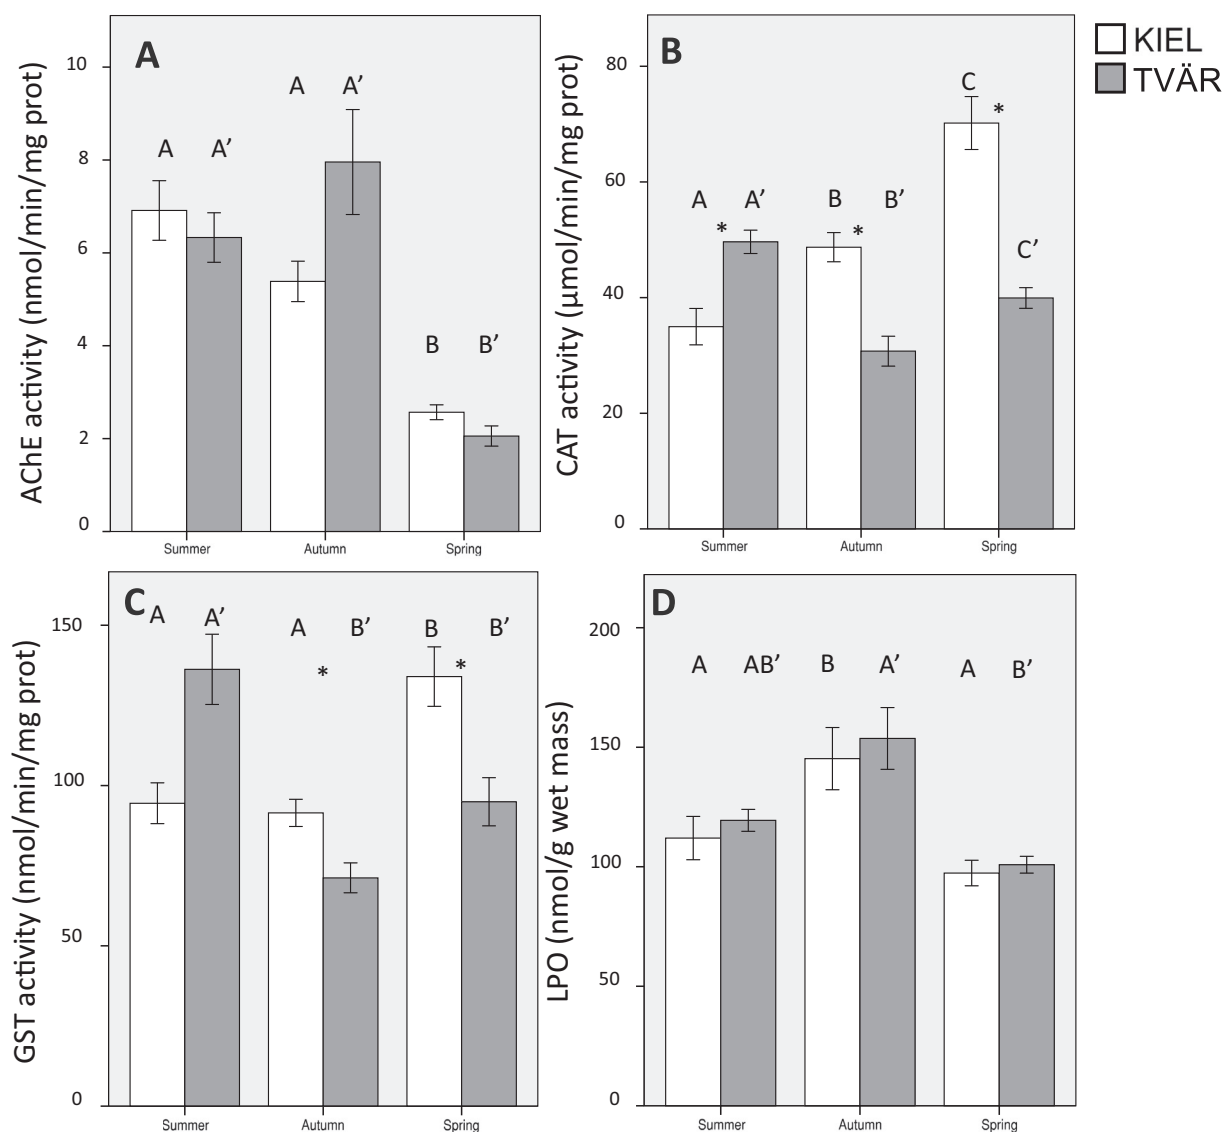 KIEL
TVÄR
A
AChE activity (nmol/min/mg prot)
10
8
6
4
2
0
A A’
A A’
B B’
Summer Autumn Spring
B
CAT activity (µmol/min/mg prot)
80
60
40
20
0
C
*
A A’ B B’
* *
C’
Summer Autumn Spring
C
GST activity (nmol/min/mg prot)
150
100
50
0
A A’ A B’ B B’
* *
Summer Autumn Spring
D
LPO (nmol/g wet mass)
200
150
100
50
0
A AB’ B A’ A B’
Summer Autumn Spring